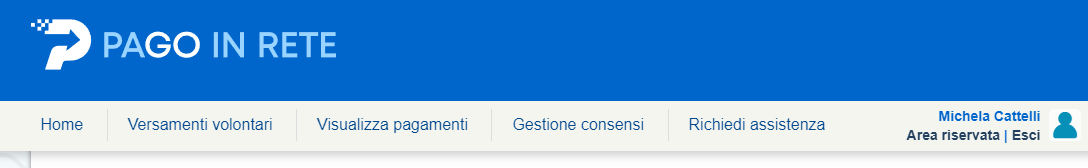 PAGO IN RETE
Home
Versamenti volontari
Visualizza pagamenti
Gestione consensi
Richiedi assistenza
Michela Cattelli
Area riservata | Esci